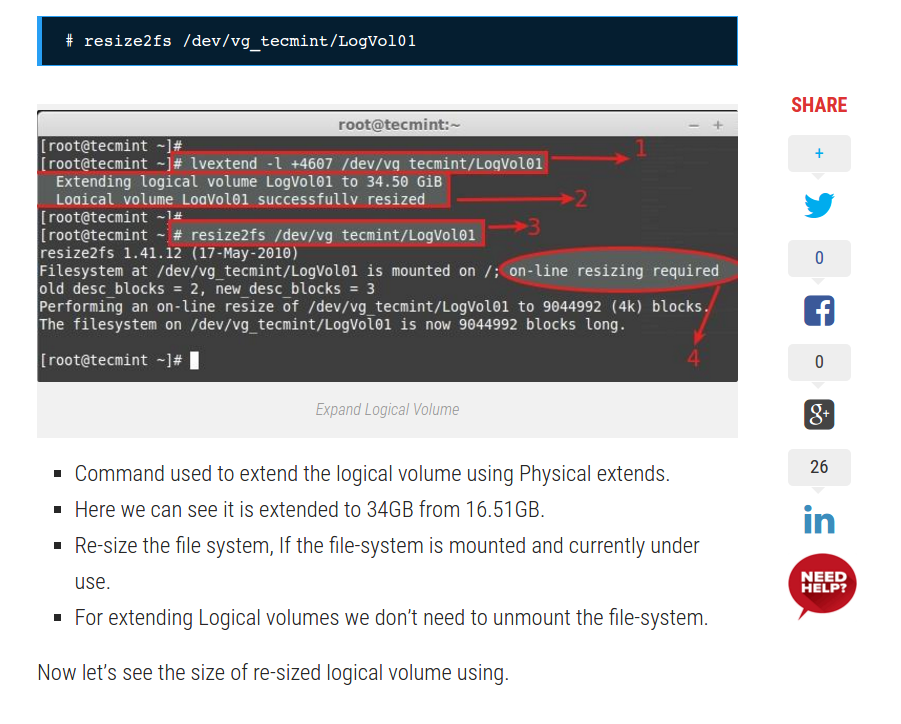 # resize2fs /dev/vg_tecmint/LogVol01
root@tecmint:~
[root@tecmint ~]#
[root@tecmint ~]# lvextend -l +4607 /dev/vg_tecmint/LogVol01
1
Extending logical volume LogVol01 to 34.50 GiB
Logical volume LogVol01 successfully resized
2
[root@tecmint ~]#
[root@tecmint ~]# resize2fs /dev/vg_tecmint/LogVol01
3
resize2fs 1.41.12 (17-May-2010)
Filesystem at /dev/vg_tecmint/LogVol01 is mounted on /; on-line resizing required
old desc_blocks = 2, new_desc_blocks = 3
Performing an on-line resize of /dev/vg_tecmint/LogVol01 to 9044992 (4k) blocks.
The filesystem on /dev/vg_tecmint/LogVol01 is now 9044992 blocks long.
4
[root@tecmint ~]#
Expand Logical Volume
Command used to extend the logical volume using Physical extends.
Here we can see it is extended to 34GB from 16.51GB.
Re-size the file system, If the file-system is mounted and currently under
use.
For extending Logical volumes we don’t need to unmount the file-system.
Now let’s see the size of re-sized logical volume using.
SHARE
+
0
0
g+
26
in
NEED
HELP?